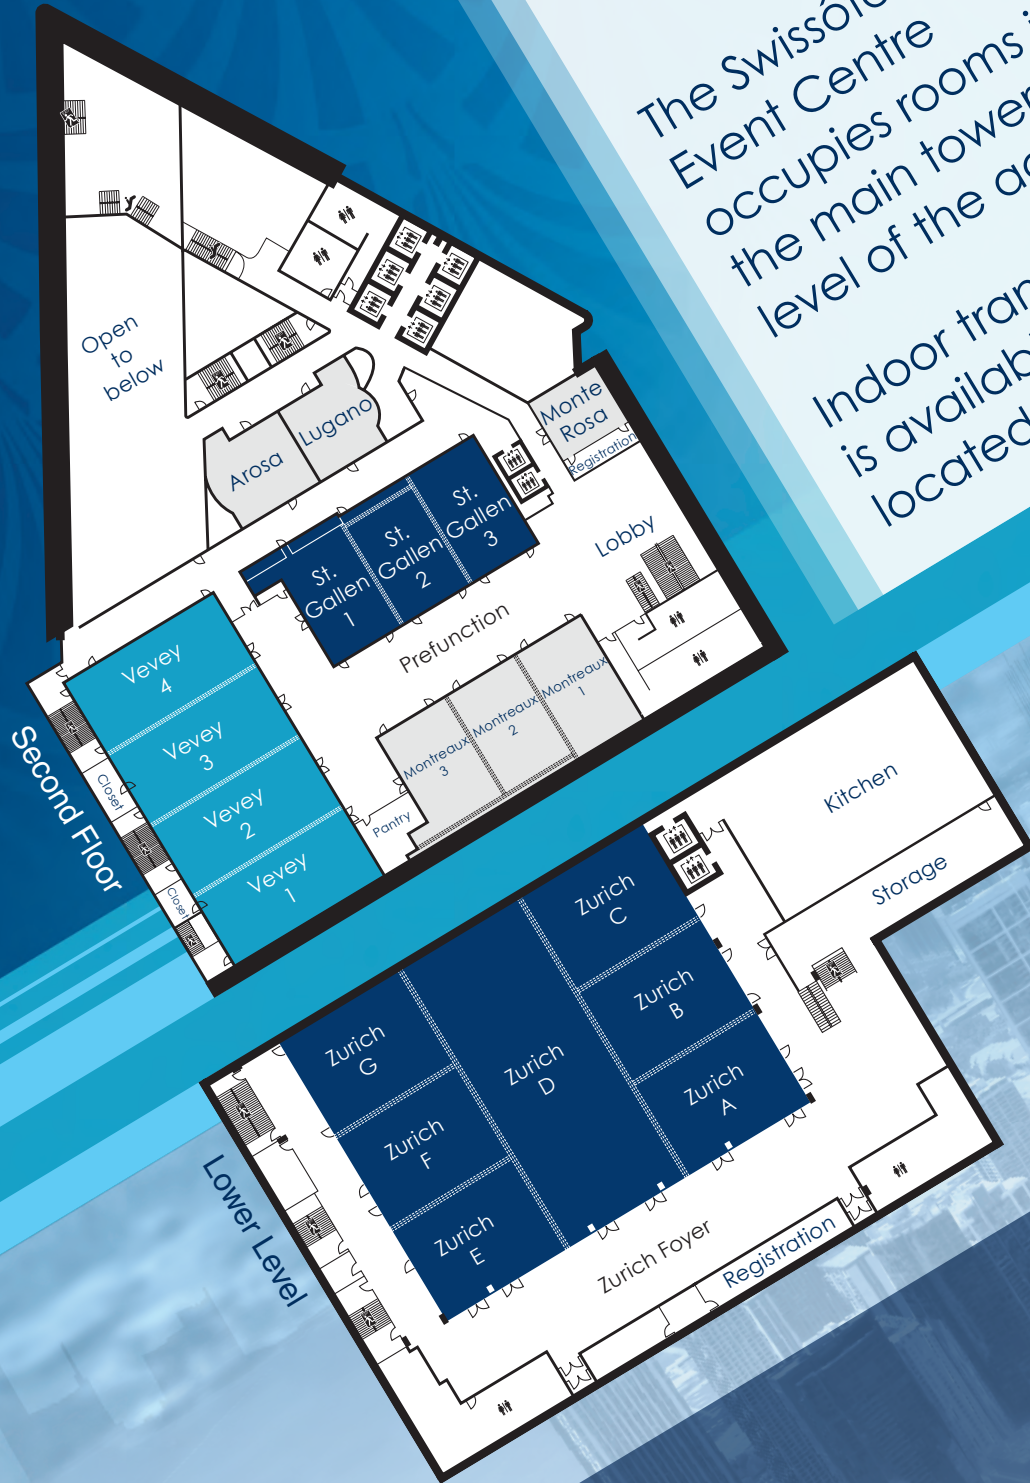 The
Event Centre
occupies rooms
the main tower
level of the
Indoor
is
located
Open
to
below
Arosa
Lugano
Monte
Rosa
Registration
St.
Gallen
1
St.
Gallen
2
St.
Gallen
3
Lobby
Prefunction
Vevey
4
Vevey
3
Vevey
2
Vevey
1
Closet
Closet
Montreaux
3
Montreaux
2
Montreaux
1
Pantry
Second Floor
Kitchen
Storage
Zurich
C
Zurich
B
Zurich
A
Zurich
D
Zurich
G
Zurich
F
Zurich
E
Zurich Foyer
Registration
Lower Level